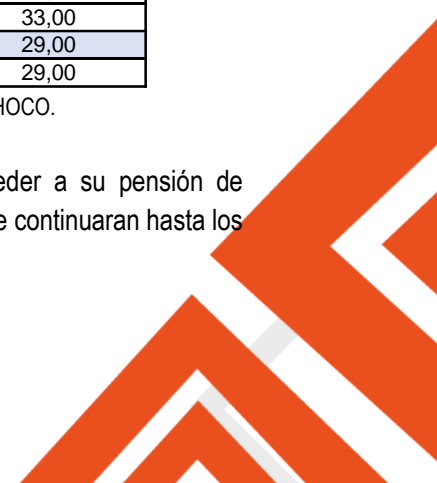 33,00
29,00
29,00
HOCO.
eder a su pensión de
e continuaran hasta los